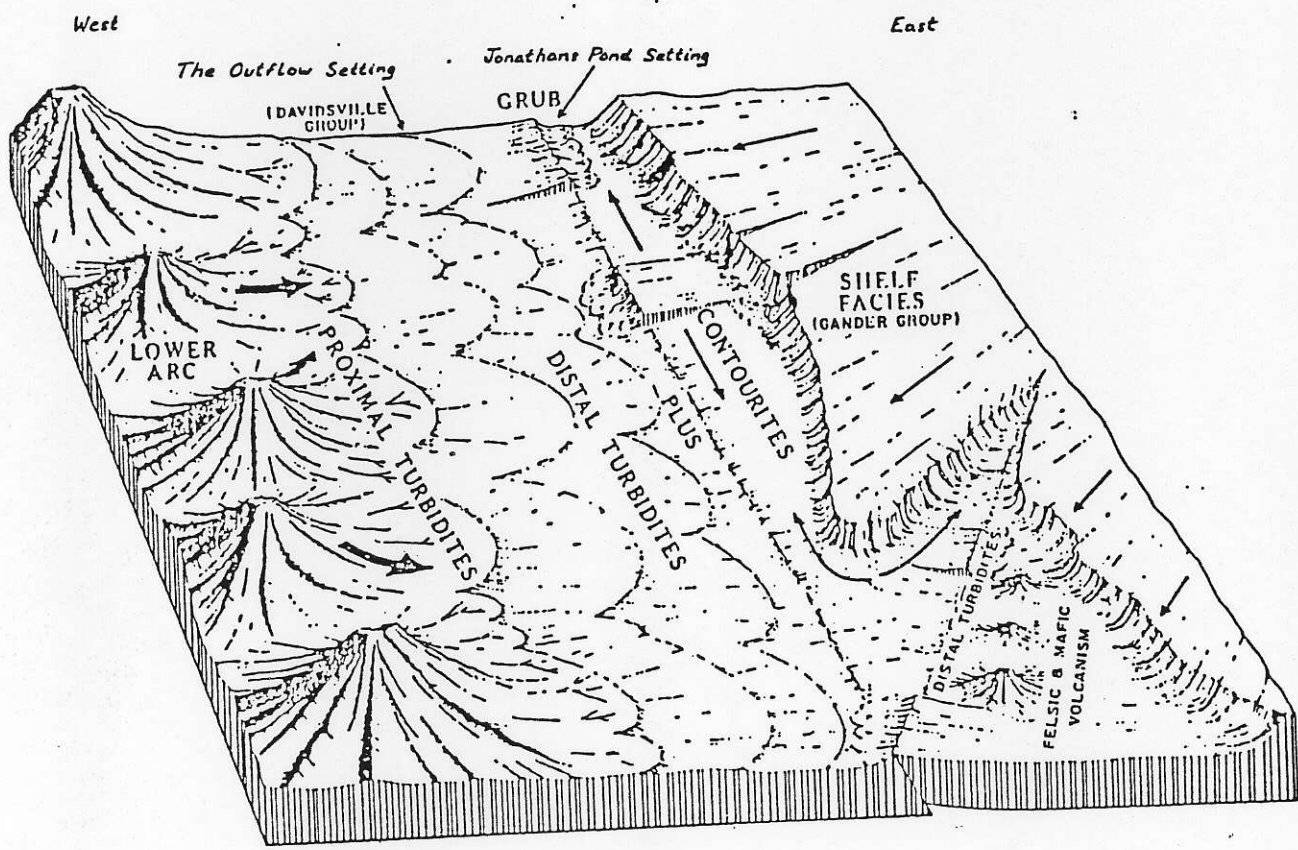 West
East
The Outflow Setting
Jonathans Pond Setting
(DAVIDSVILLE
GROUP)
GRUB
SHELF
FACIES
(GANDER GROUP)
LOWER
ARC
PROXIMAL TURBIDITES
DISTAL TURBIDITES
PLUS
CONTOURITES
DISTAL TURBIDITES
FELSIC & MAFIC
VOLCANISM